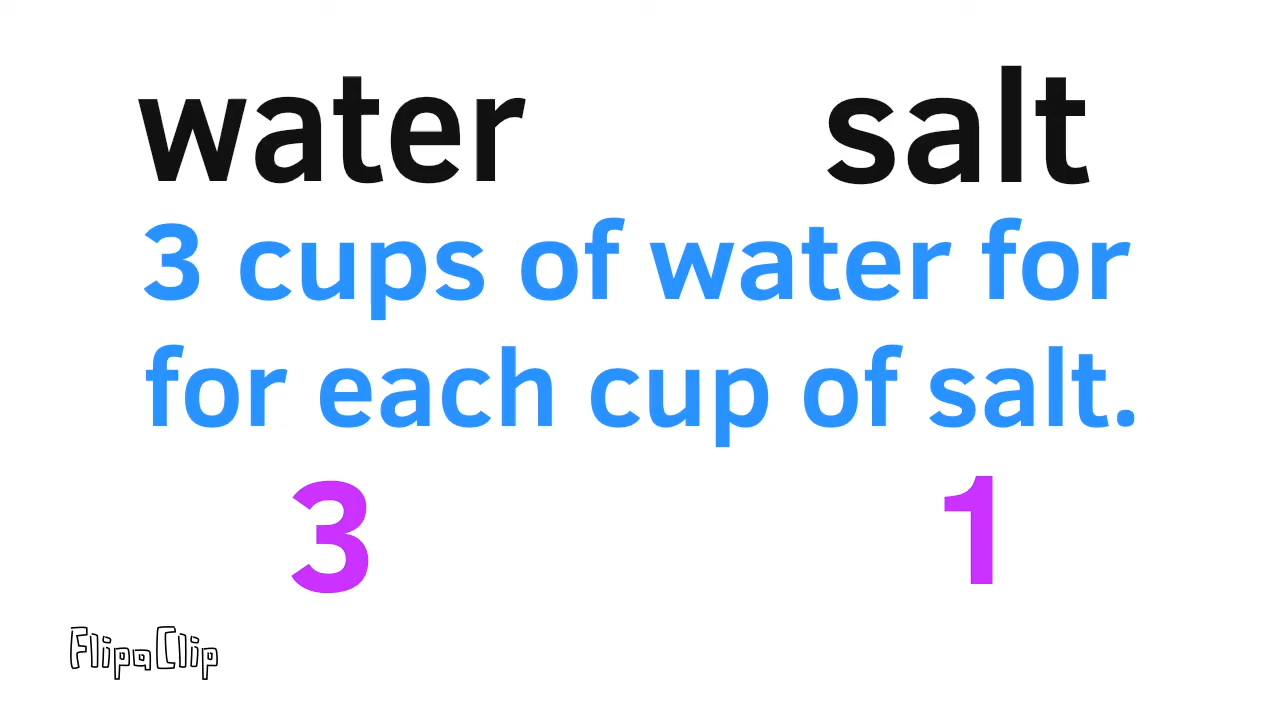 water salt
3 cups of water for
for each cup of salt.
3 1
FlipaClip